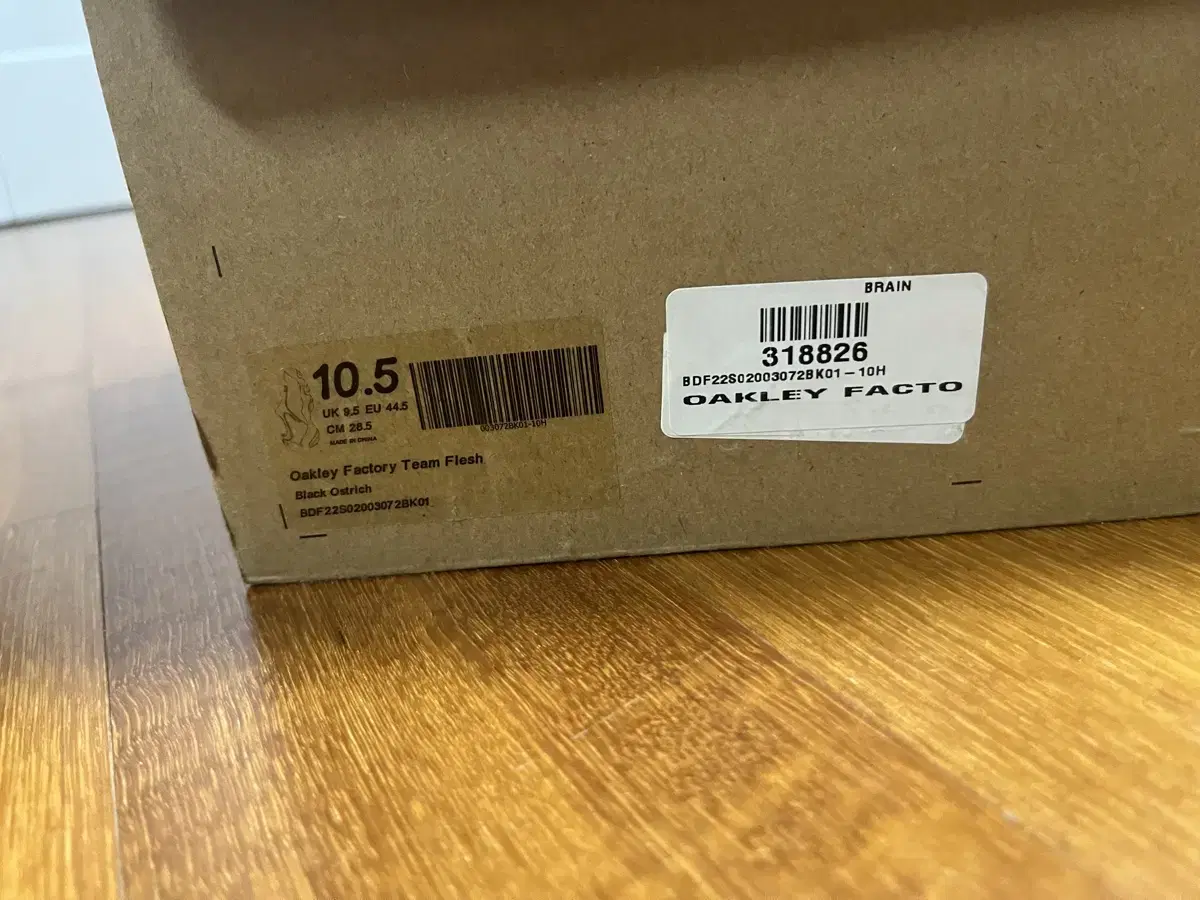 10.5
UK 9.5 EU 44.5
CM 28.5
MADE IN CHINA
003072BK01-10H
Oakley Factory Team Flesh
Black Ostrich
BDF22S02003072BK01
BRAIN
318826
BDF22S02003072BK01-10H
OAKLEY FACTO